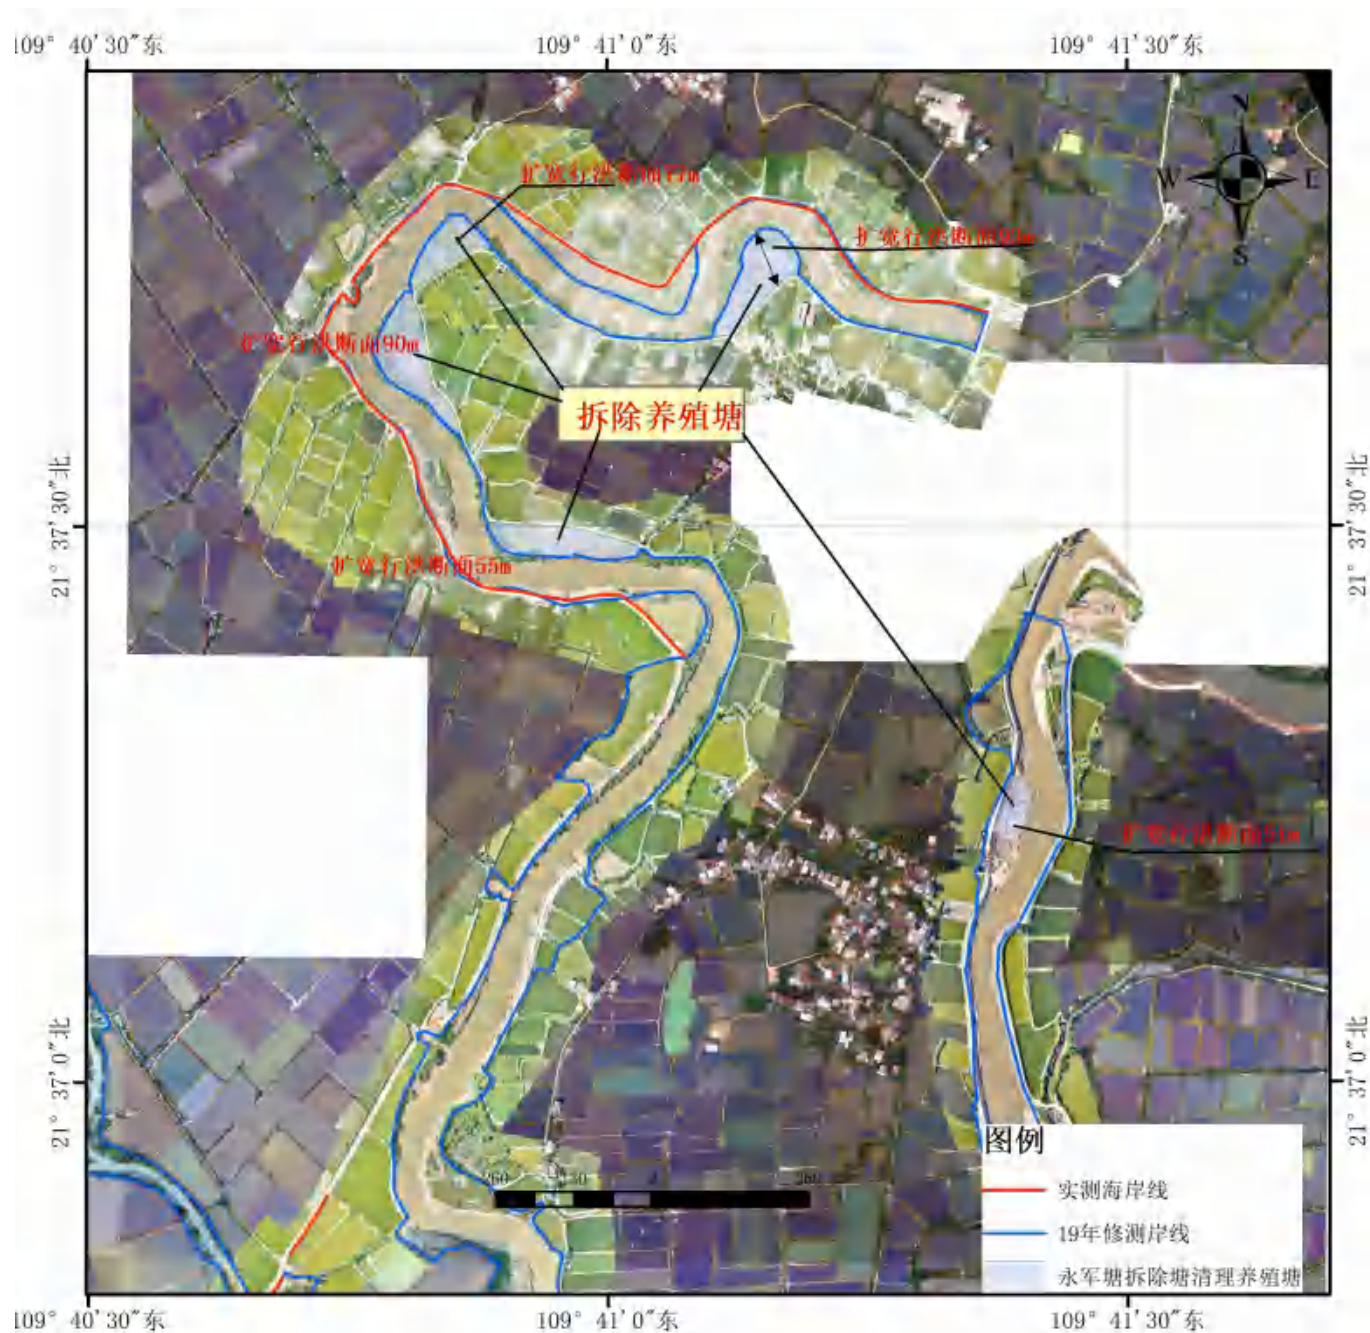 109° 40′30″东
109° 41′0″东
109° 41′30″东
N
W
E
S
扩宽行洪断面77m
扩宽行洪断面93m
扩宽行洪断面90m
拆除养殖塘
21° 37′30″北
21° 37′30″北
扩宽行洪断面55m
扩宽行洪断面51m
21° 37′0″北
21° 37′0″北
图例
260 130 0 260
实测海岸线
19年修测岸线
永军塘拆除塘清理养殖塘
109° 40′30″东
109° 41′0″东
109° 41′30″东